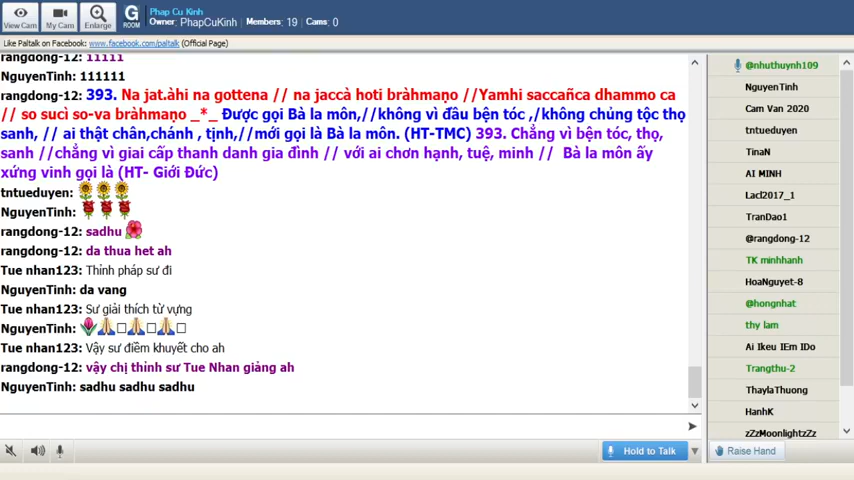 View Cam
My Cam
Enlarge
G
ROOM
Phap Cu Kinh
Owner: PhapCuKinh Members: 19 Cams: 0
Like Paltalk on Facebook: www.facebook.com/paltalk (Official Page)
rangdong-12: 11111
NguyenTinh: 111111
rangdong-12: 393. Na jat.àhi na gottena // na jaccà hoti bràhmaṇo //Yamhi saccañca dhammo ca
// so sucì so-va bràhmaṇo _*_ Được gọi Bà la môn,//không vì đầu bện tóc ,/không chủng tộc thọ
sanh, // ai thật chân,chánh , tịnh,//mới gọi là Bà la môn. (HT-TMC) 393. Chẳng vì bện tóc, thọ,
sanh //chẳng vì giai cấp thanh danh gia đình // với ai chơn hạnh, tuệ, minh // Bà la môn ấy
xứng vinh gọi là (HT- Giới Đức)
tntueduyen:
NguyenTinh:
rangdong-12: sadhu
rangdong-12: da thua het ah
Tue nhan123: Thỉnh pháp sư đi
NguyenTinh: da vang
Tue nhan123: Sư giải thích từ vựng
NguyenTinh:
Tue nhan123: Vậy sư điềm khuyết cho ah
rangdong-12: vậy chị thỉnh sư Tue Nhan giảng ah
NguyenTinh: sadhu sadhu sadhu
@nhuthuynh109
NguyenTinh
Cam Van 2020
tntueduyen
TinaN
AI MINH
Lacl2017_1
TranDao1
@rangdong-12
TK minhhanh
HoaNguyet-8
@hongnhat
thy lam
Ai Ikeu IEm IDo
Trangthu-2
ThaylaThuong
HanhK
zZzMoonlightzZz
Hold to Talk
Raise Hand